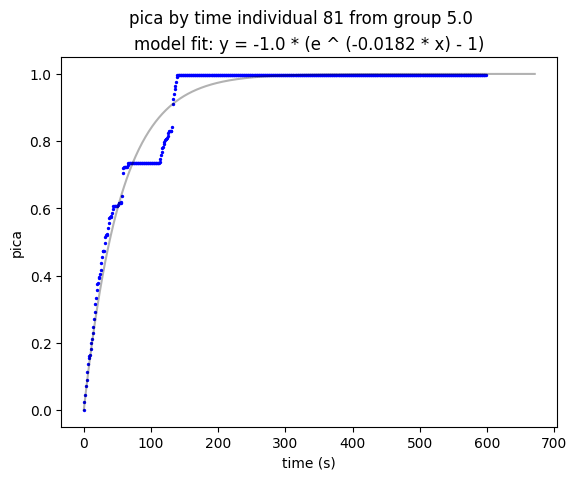 pica by time individual 81 from group 5.0
model fit: y = -1.0 * (e ^ (-0.0182 * x) - 1)
1.0
0.8
0.6
0.4
0.2
0.0
pica
0 100 200 300 400 500 600 700
time (s)